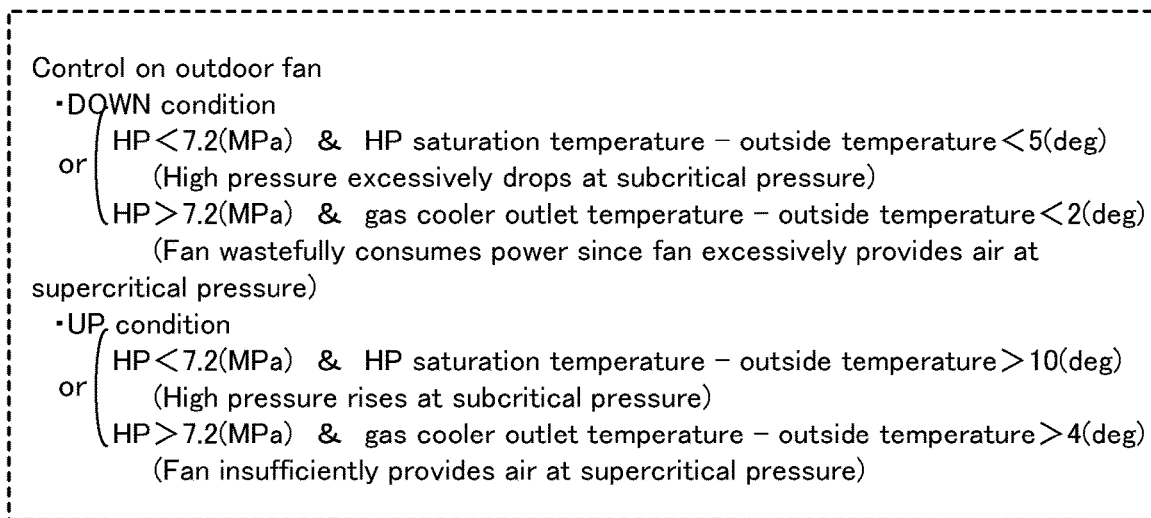 Control on outdoor fan
・DOWN condition
HP＜7.2(MPa) & HP saturation temperature − outside temperature＜5(deg)
or
(High pressure excessively drops at subcritical pressure)
HP＞7.2(MPa) & gas cooler outlet temperature − outside temperature＜2(deg)
(Fan wastefully consumes power since fan excessively provides air at
supercritical pressure)
・UP condition
HP＜7.2(MPa) & HP saturation temperature − outside temperature＞10(deg)
or
(High pressure rises at subcritical pressure)
HP＞7.2(MPa) & gas cooler outlet temperature − outside temperature＞4(deg)
(Fan insufficiently provides air at supercritical pressure)